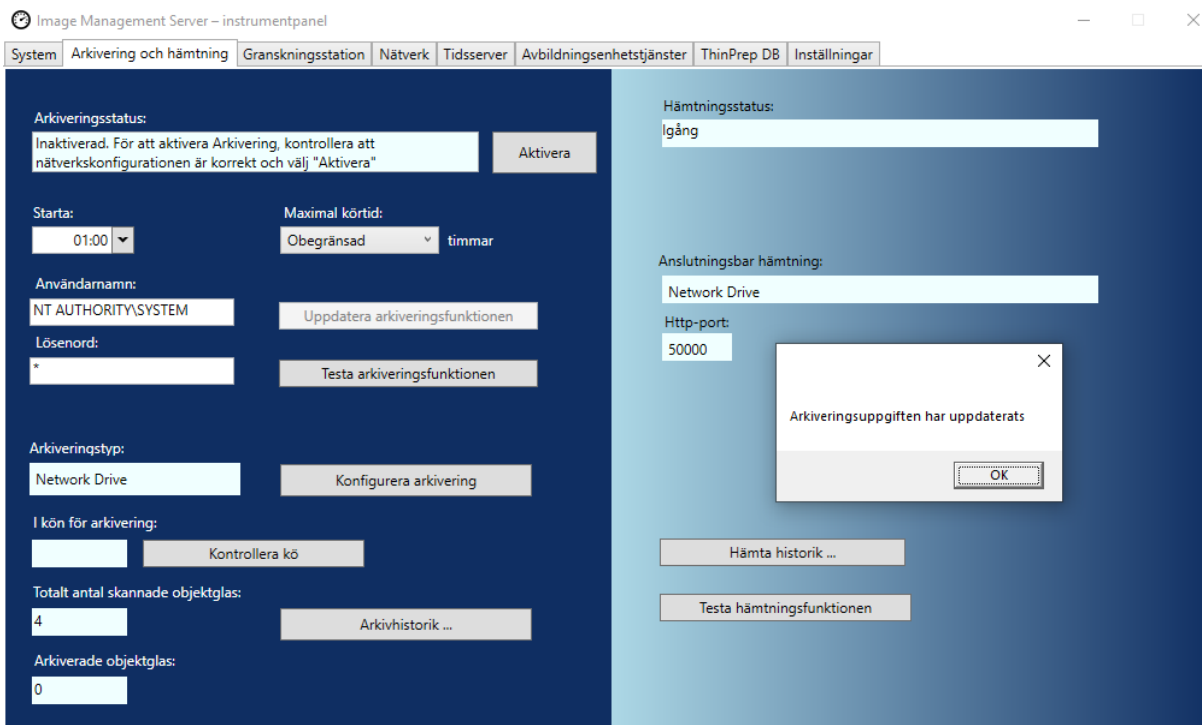 Image Management Server – instrumentpanel
System Arkivering och hämtning Granskningsstation Nätverk Tidsserver Avbildningsenhetstjänster ThinPrep DB Inställningar
Arkiveringsstatus:
Inaktiverad. För att aktivera Arkivering, kontrollera att
nätverkskonfigurationen är korrekt och välj "Aktivera"
Aktivera
Starta:
01:00
Maximal körtid:
Obegränsad
timmar
Användarnamn:
NT AUTHORITY\SYSTEM
Uppdatera arkiveringsfunktionen
Lösenord:
*
Testa arkiveringsfunktionen
Arkiveringstyp:
Network Drive
Konfigurera arkivering
I kön för arkivering:
Kontrollera kö
Totalt antal skannade objektglas:
4
Arkivhistorik ...
Arkiverade objektglas:
0
Hämtningsstatus:
Igång
Anslutningsbar hämtning:
Network Drive
Http-port:
50000
Arkiveringsuppgiften har uppdaterats
OK
Hämta historik ...
Testa hämtningsfunktionen